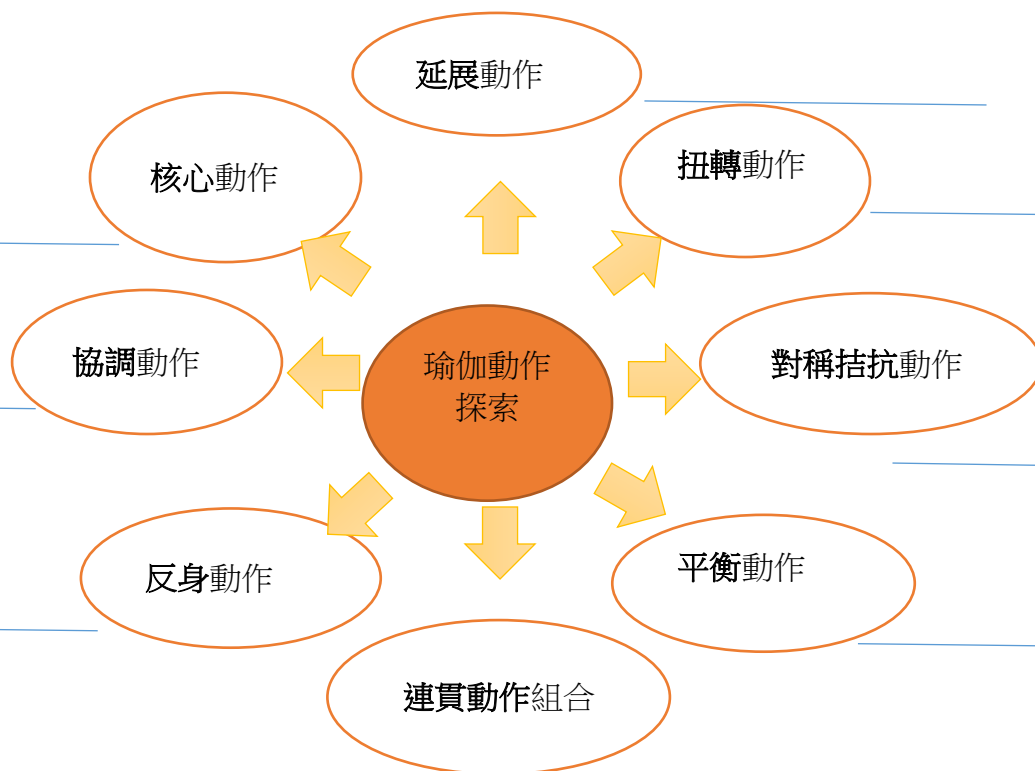 延展動作
核心動作
扭轉動作
協調動作
瑜伽動作
探索
對稱拮抗動作
反身動作
平衡動作
連貫動作組合